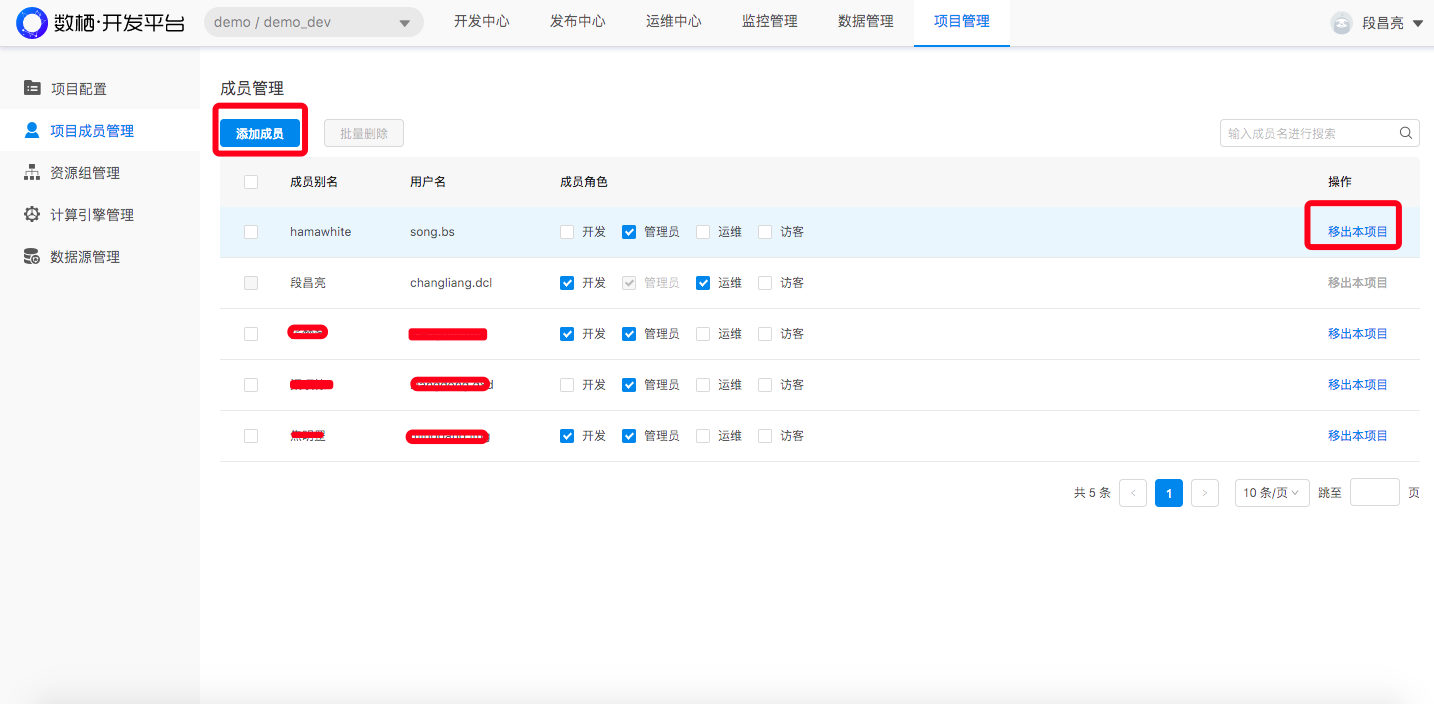 数栖·开发平台
demo / demo_dev
开发中心
发布中心
运维中心
监控管理
数据管理
项目管理
段昌亮
项目配置
项目成员管理
资源组管理
计算引擎管理
数据源管理
成员管理
添加成员
批量删除
输入成员名进行搜索
成员别名 用户名 成员角色 操作
hamawhite song.bs 开发 管理员 运维 访客 移出本项目
段昌亮 changliang.dcl 开发 管理员 运维 访客 移出本项目
开发 管理员 运维 访客 移出本项目
开发 管理员 运维 访客 移出本项目
开发 管理员 运维 访客 移出本项目
共 5 条 < 1 > 10 条/页 跳至 页